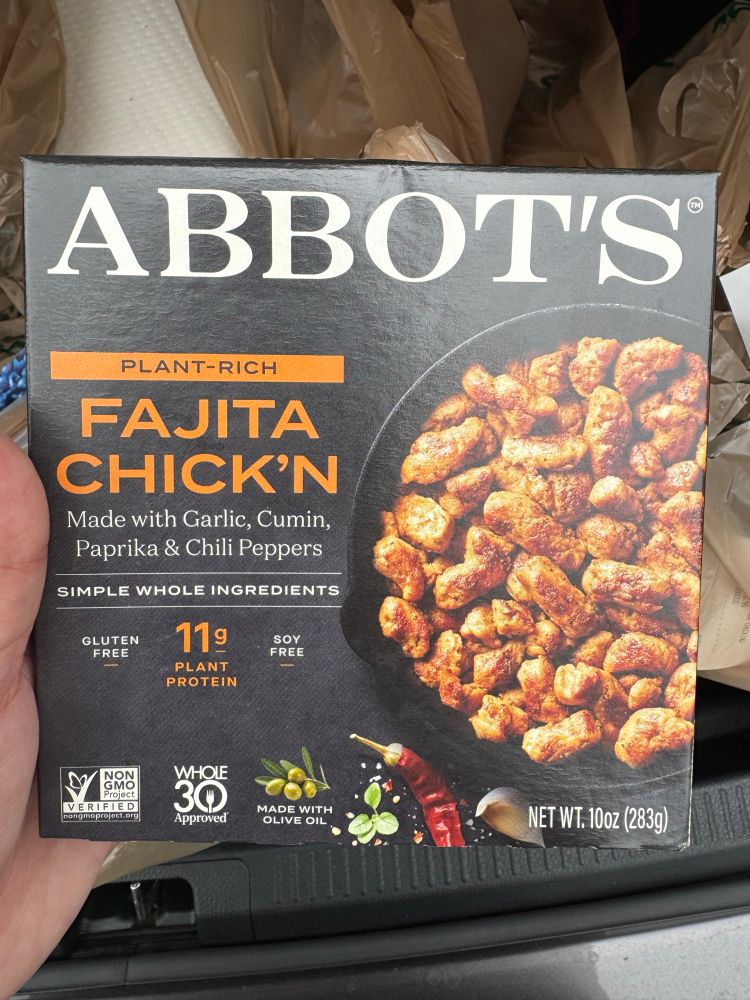 ABBOT'S™
PLANT-RICH
FAJITA
CHICK'N
Made with Garlic, Cumin,
Paprika & Chili Peppers
SIMPLE WHOLE INGREDIENTS
GLUTEN
FREE
11g
PLANT
PROTEIN
SOY
FREE
NON
GMO
Project
VERIFIED
nongmoproject.org
WHOLE
30
Approved
MADE WITH
OLIVE OIL
NET WT. 10oz (283g)